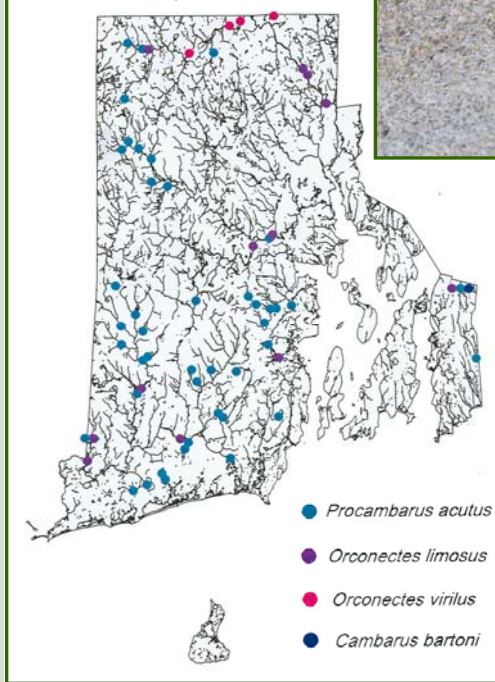 Procambarus acutus
Orconectes limosus
Orconectes virilus
Cambarus bartoni